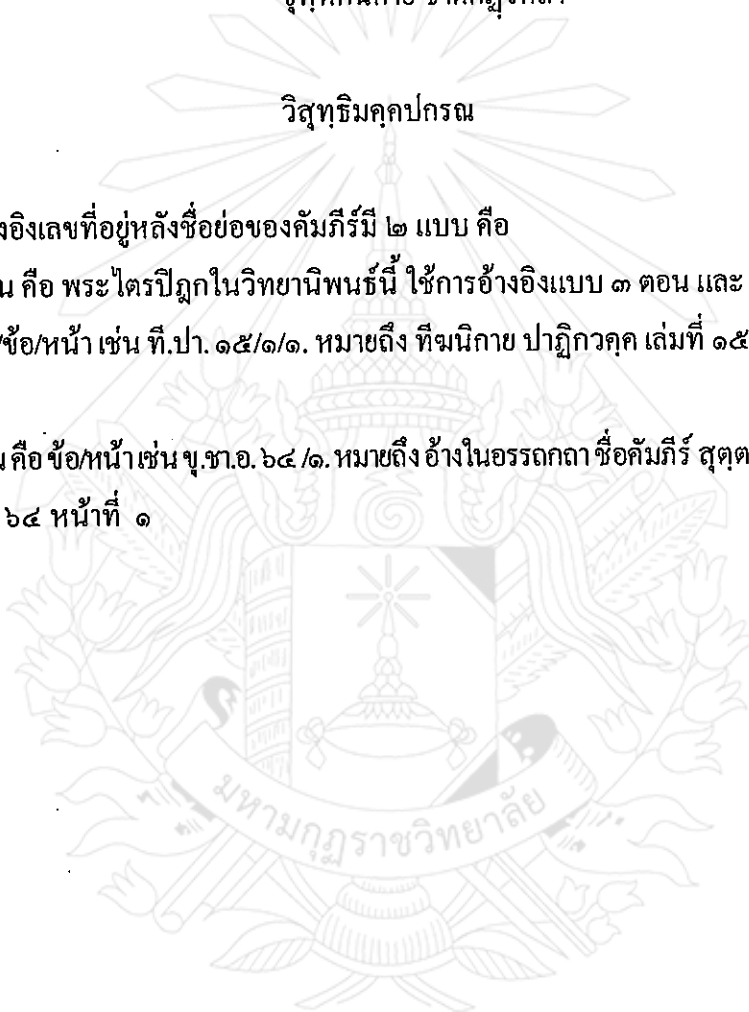 วิสุทฺธิมคฺคปกรณ
งอิงเลขที่อยู่หลังชื่อย่อของคัมภีร์มี ๒ แบบ คือ
น คือ พระไตรปิฎกในวิทยานิพนธ์นี้ ใช้การอ้างอิงแบบ ๓ ตอน และ
/ข้อ/หน้า เช่น ที.ปา. ๑๕/๑/๑. หมายถึง ทีฆนิกาย ปาฏิกวคฺค เล่มที่ ๑๕
น คือ ข้อ/หน้า เช่น ขุ.ชา.อ. ๖๔ /๑. หมายถึง อ้างในอรรถกถา ชื่อคัมภีร์ สุตฺต
๖๔ หน้าที่ ๑
มหามกุฏราชวิทยาลัย